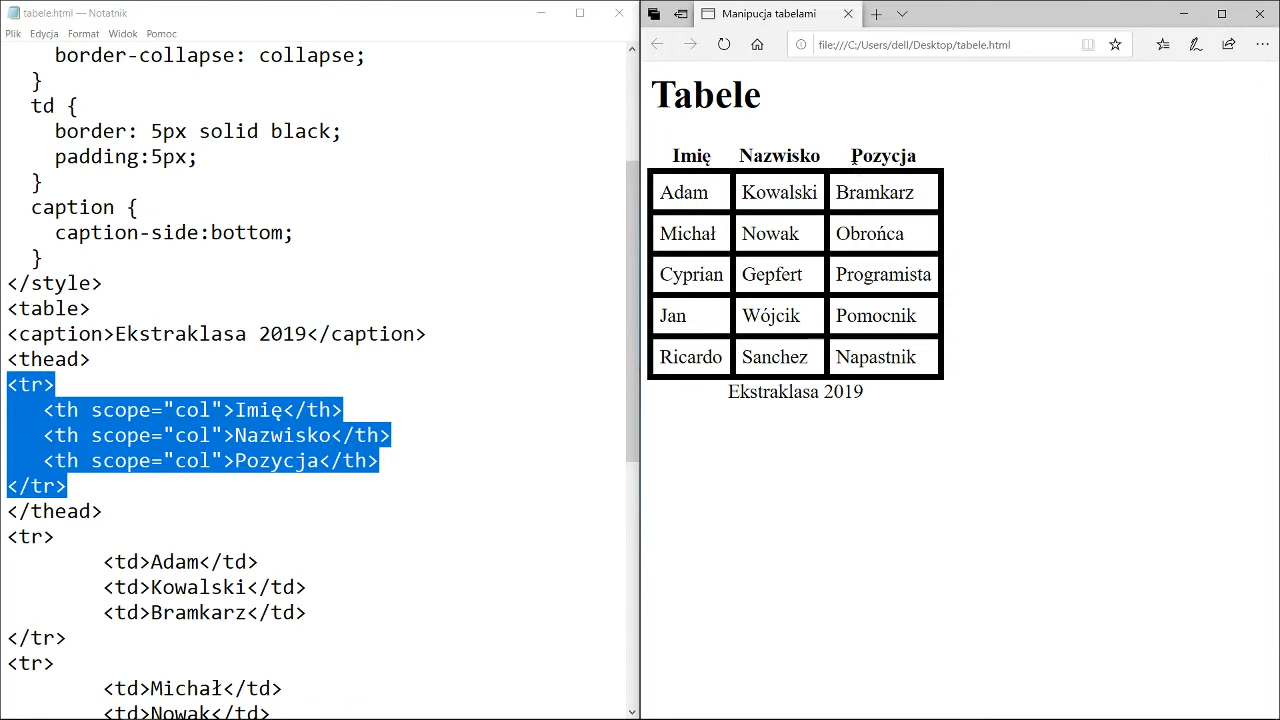 tabele.html — Notatnik
Plik Edycja Format Widok Pomoc
border-collapse: collapse;
}
td {
border: 5px solid black;
padding:5px;
}
caption {
caption-side:bottom;
}
</style>
<table>
<caption>Ekstraklasa 2019</caption>
<thead>
<tr>
<th scope="col">Imię</th>
<th scope="col">Nazwisko</th>
<th scope="col">Pozycja</th>
</tr>
</thead>
<tr>
<td>Adam</td>
<td>Kowalski</td>
<td>Bramkarz</td>
</tr>
<tr>
<td>Michał</td>
<td>Nowak</td>
Manipucja tabelami
file:///C:/Users/dell/Desktop/tabele.html
Tabele
Imię Nazwisko Pozycja
Adam Kowalski Bramkarz
Michał Nowak Obrońca
Cyprian Gepfert Programista
Jan Wójcik Pomocnik
Ricardo Sanchez Napastnik
Ekstraklasa 2019